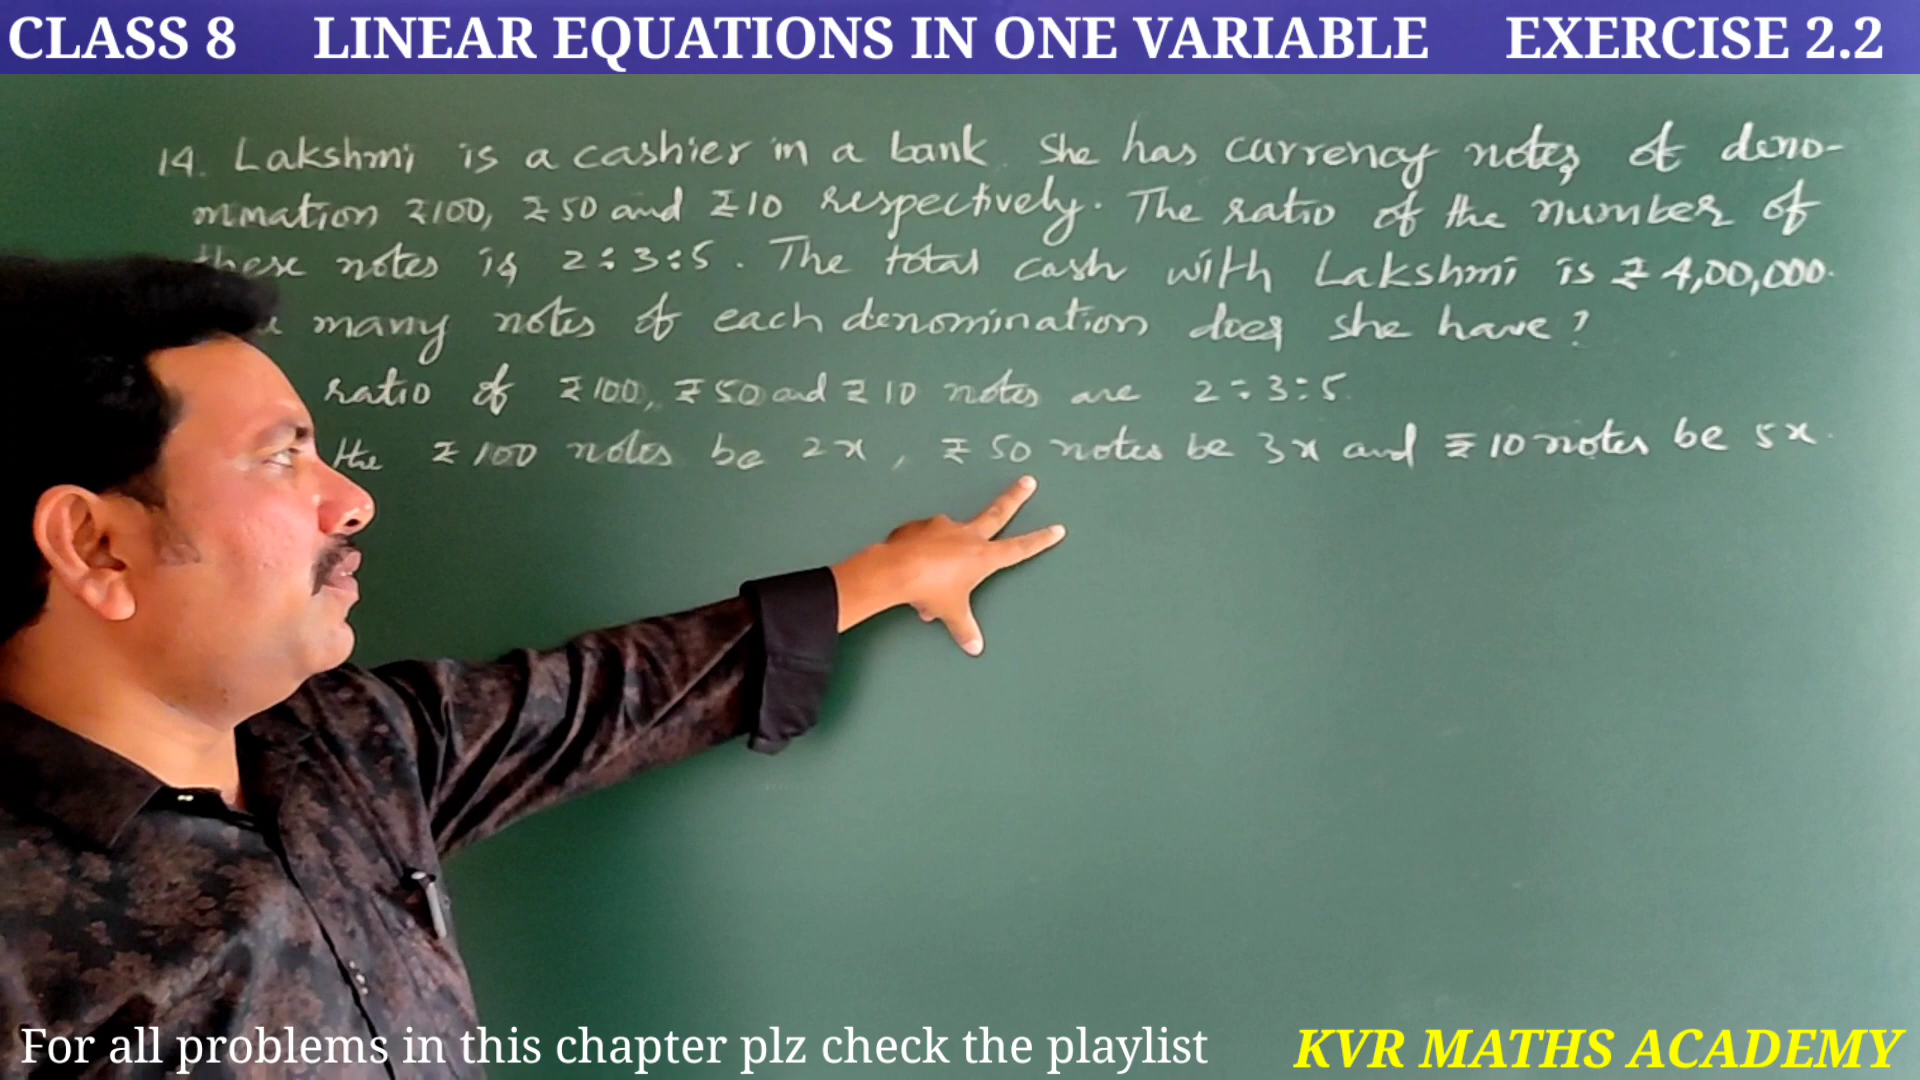 CLASS 8 LINEAR EQUATIONS IN ONE VARIABLE EXERCISE 2.2
14. Lakshmi is a cashier in a bank. She has currency notes of deno-
mination ₹100, ₹50 and ₹10 respectively. The ratio of the number of
these notes is 2:3:5. The total cash with Lakshmi is ₹4,00,000.
many notes of each denomination does she have?
ratio of ₹100, ₹50 and ₹10 notes are 2:3:5.
the ₹100 notes be 2x, ₹50 notes be 3x and ₹10 notes be 5x.
For all problems in this chapter plz check the playlist KVR MATHS ACADEMY